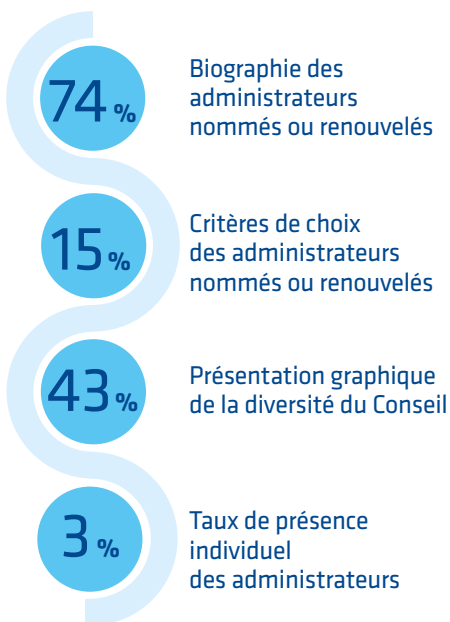 74 %
Biographie des
administrateurs
nommés ou renouvelés
15 %
Critères de choix
des administrateurs
nommés ou renouvelés
43 %
Présentation graphique
de la diversité du Conseil
3 %
Taux de présence
individuel
des administrateurs